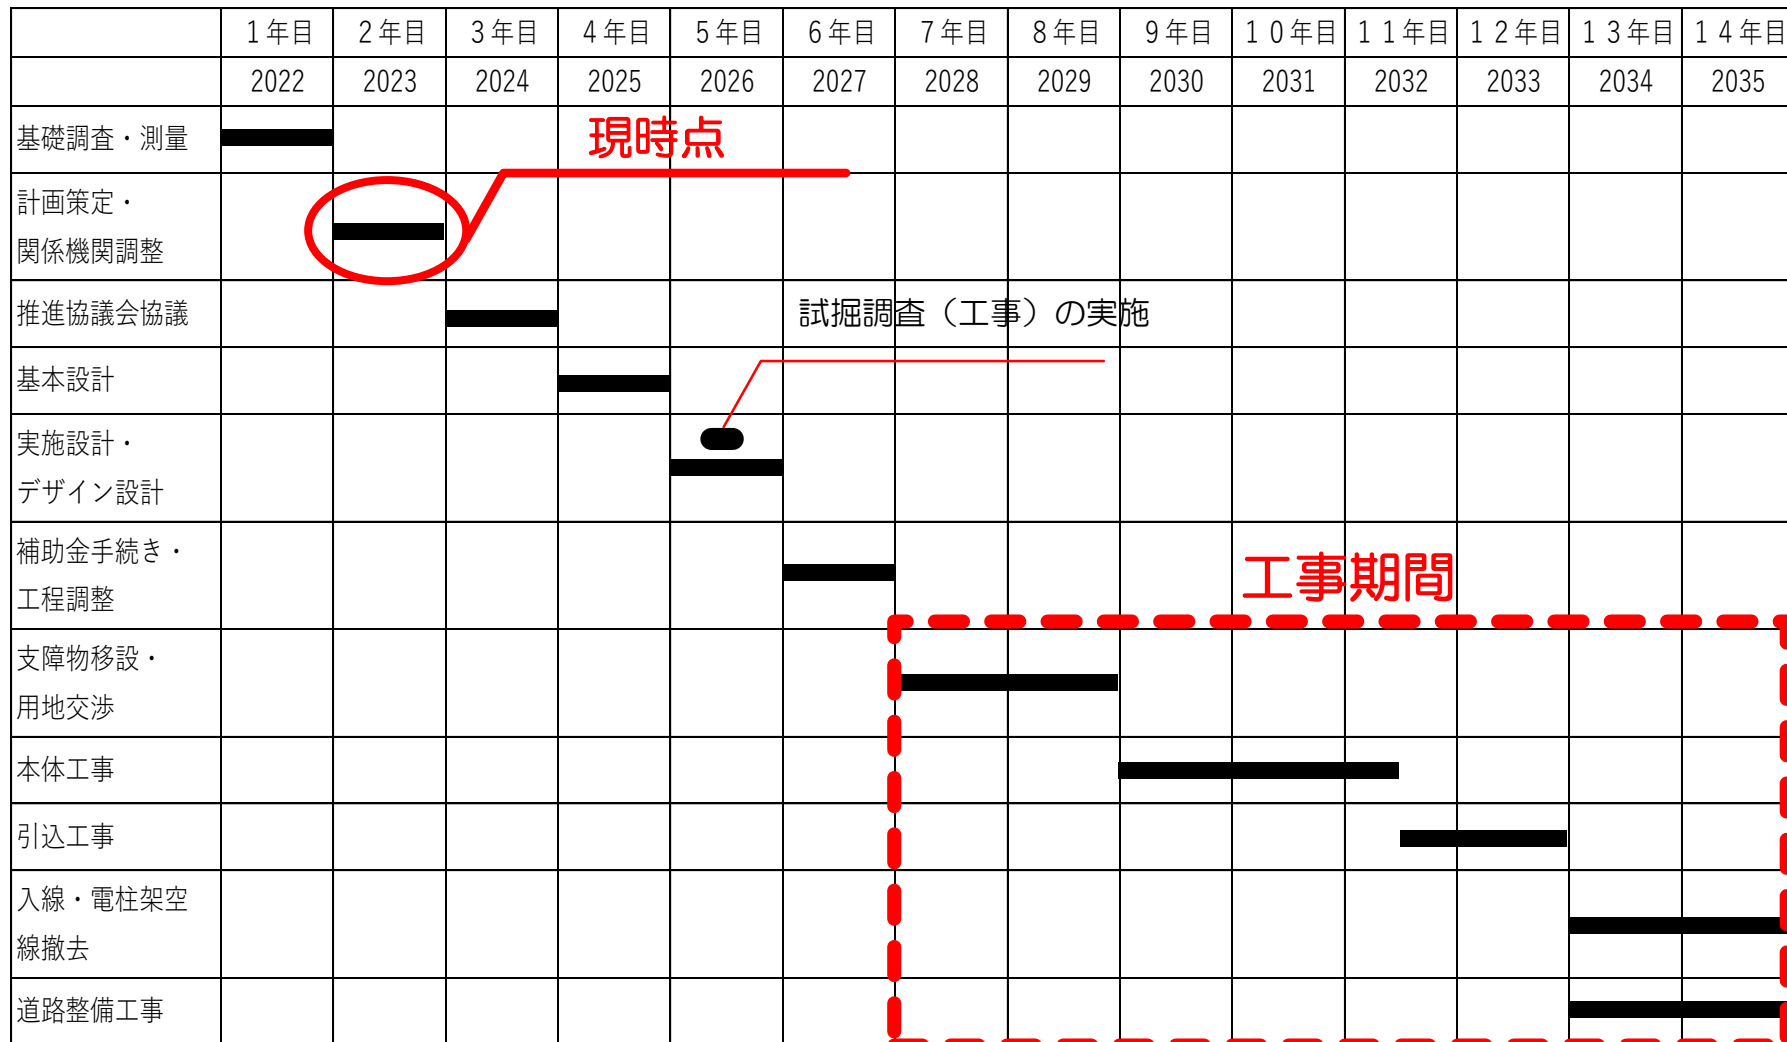 １年目 ２年目 ３年目 ４年目 ５年目 ６年目 ７年目 ８年目 ９年目 １０年目 １１年目 １２年目 １３年目 １４年目
2022 2023 2024 2025 2026 2027 2028 2029 2030 2031 2032 2033 2034 2035
基礎調査・測量
現時点
計画策定・
関係機関調整
推進協議会協議
試掘調査（工事）の実施
基本設計
実施設計・
デザイン設計
補助金手続き・
工程調整
工事期間
支障物移設・
用地交渉
本体工事
引込工事
入線・電柱架空
線撤去
道路整備工事